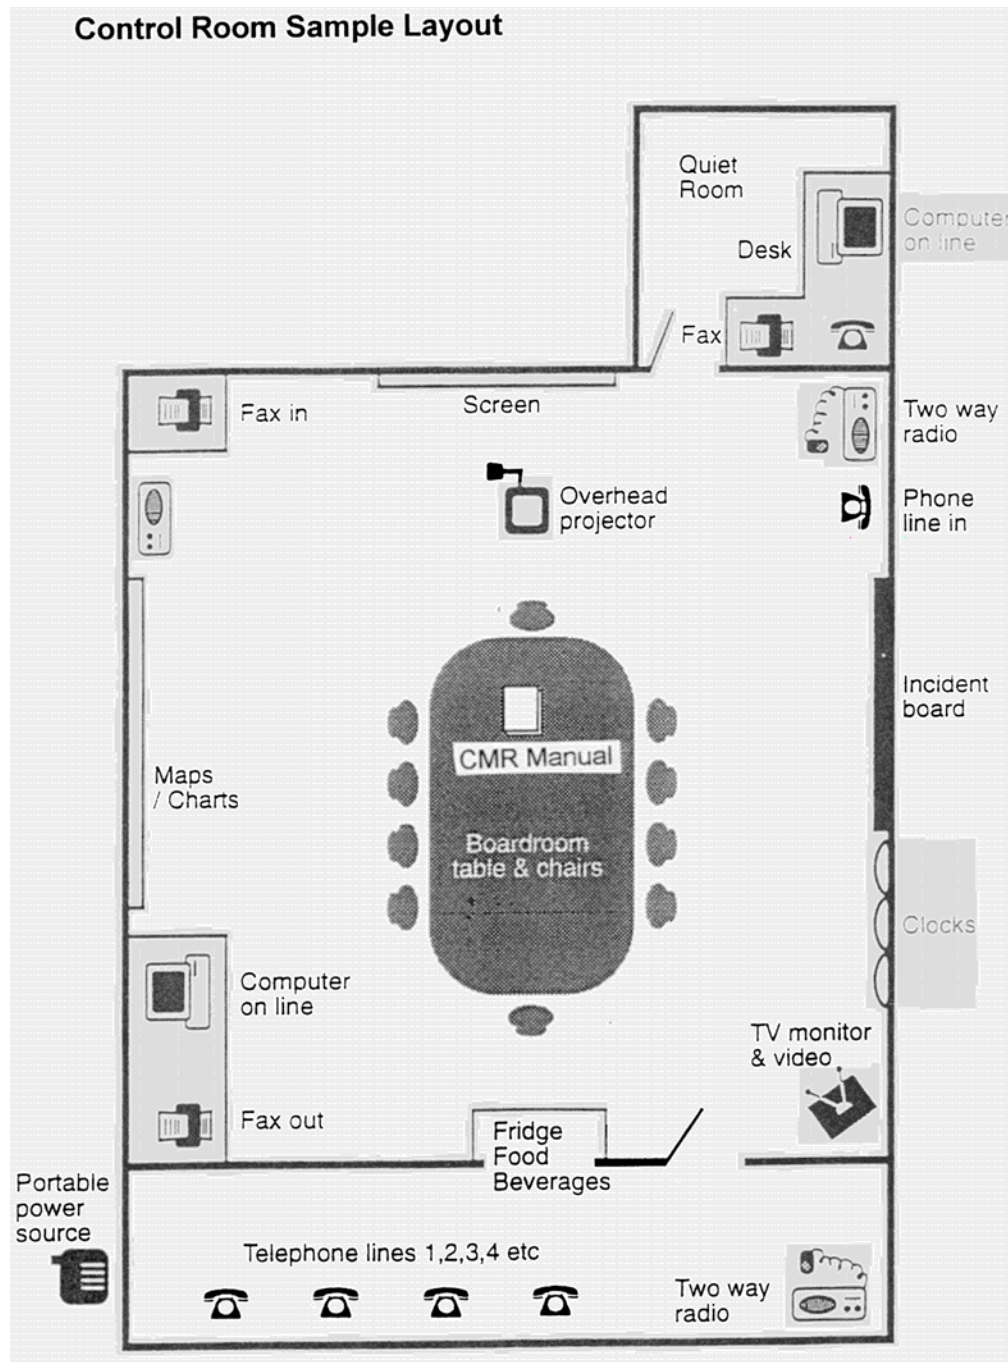 Control Room Sample Layout
Quiet
Room
Computer
on line
Desk
Fax
Fax in
Screen
Two way
radio
Overhead
projector
Phone
line in
Incident
board
CMR Manual
Maps
/ Charts
Boardroom
table & chairs
Clocks
Computer
on line
TV monitor
& video
Fax out
Fridge
Food
Beverages
Portable
power
source
Telephone lines 1,2,3,4 etc
Two way
radio